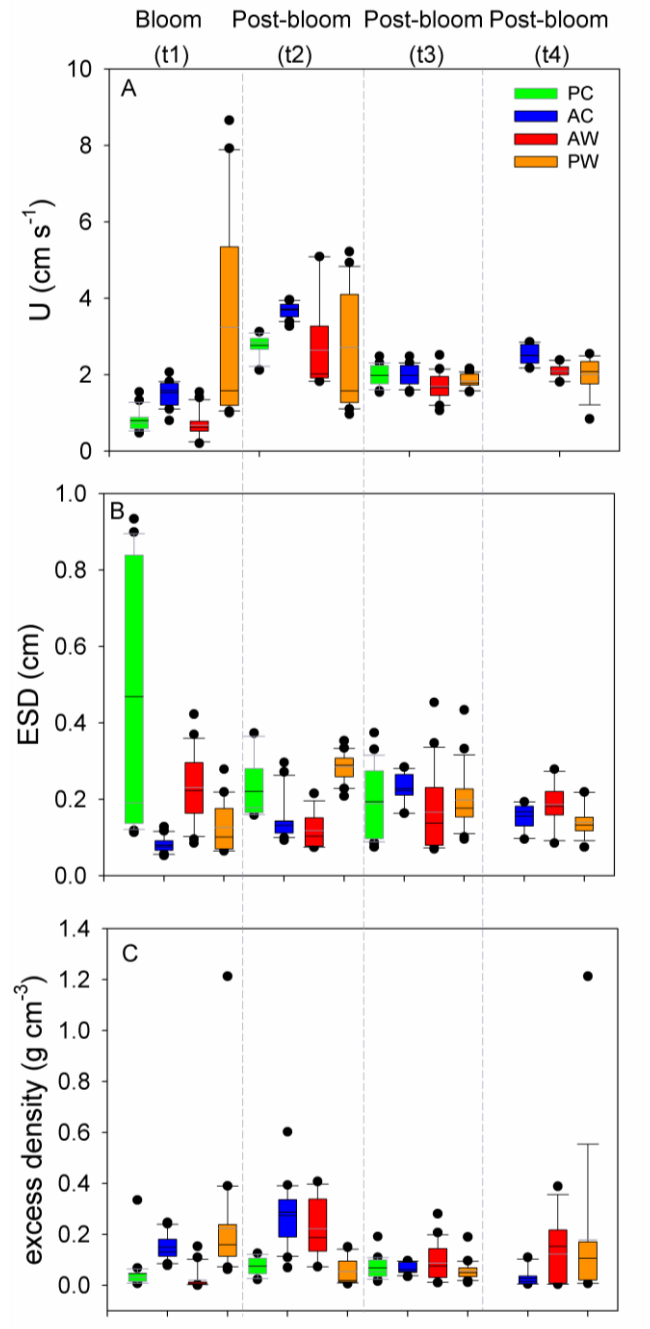 Bloom Post-bloom Post-bloom Post-bloom
(t1) (t2) (t3) (t4)
10
A
PC
AC
AW
PW
8
6
4
2
0
U (cm s⁻¹)
1.0
B
0.8
0.6
0.4
0.2
0.0
ESD (cm)
1.4
C
1.2
1.0
0.8
0.6
0.4
0.2
0.0
excess density (g cm⁻³)